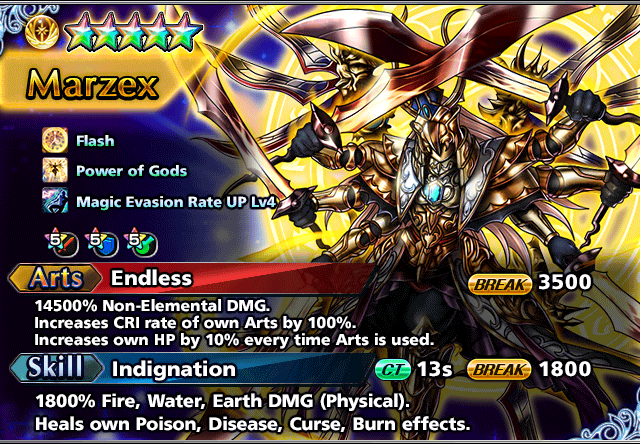 Marzex
Flash
Power of Gods
Magic Evasion Rate UP Lv4
5 5 5
Arts Endless BREAK 3500
14500% Non-Elemental DMG.
Increases CRI rate of own Arts by 100%.
Increases own HP by 10% every time Arts is used.
Skill Indignation CT 13s BREAK 1800
1800% Fire, Water, Earth DMG (Physical).
Heals own Poison, Disease, Curse, Burn effects.